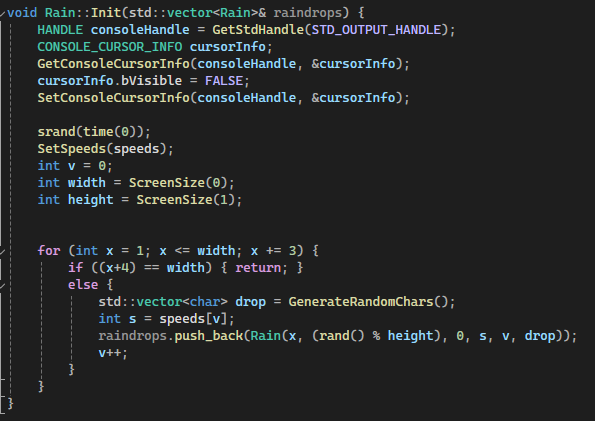 void Rain::Init(std::vector<Rain>& raindrops) {
    HANDLE consoleHandle = GetStdHandle(STD_OUTPUT_HANDLE);
    CONSOLE_CURSOR_INFO cursorInfo;
    GetConsoleCursorInfo(consoleHandle, &cursorInfo);
    cursorInfo.bVisible = FALSE;
    SetConsoleCursorInfo(consoleHandle, &cursorInfo);

    srand(time(0));
    SetSpeeds(speeds);
    int v = 0;
    int width = ScreenSize(0);
    int height = ScreenSize(1);


    for (int x = 1; x <= width; x += 3) {
        if ((x+4) == width) { return; }
        else {
            std::vector<char> drop = GenerateRandomChars();
            int s = speeds[v];
            raindrops.push_back(Rain(x, (rand() % height), 0, s, v, drop));
            v++;
        }
    }
}